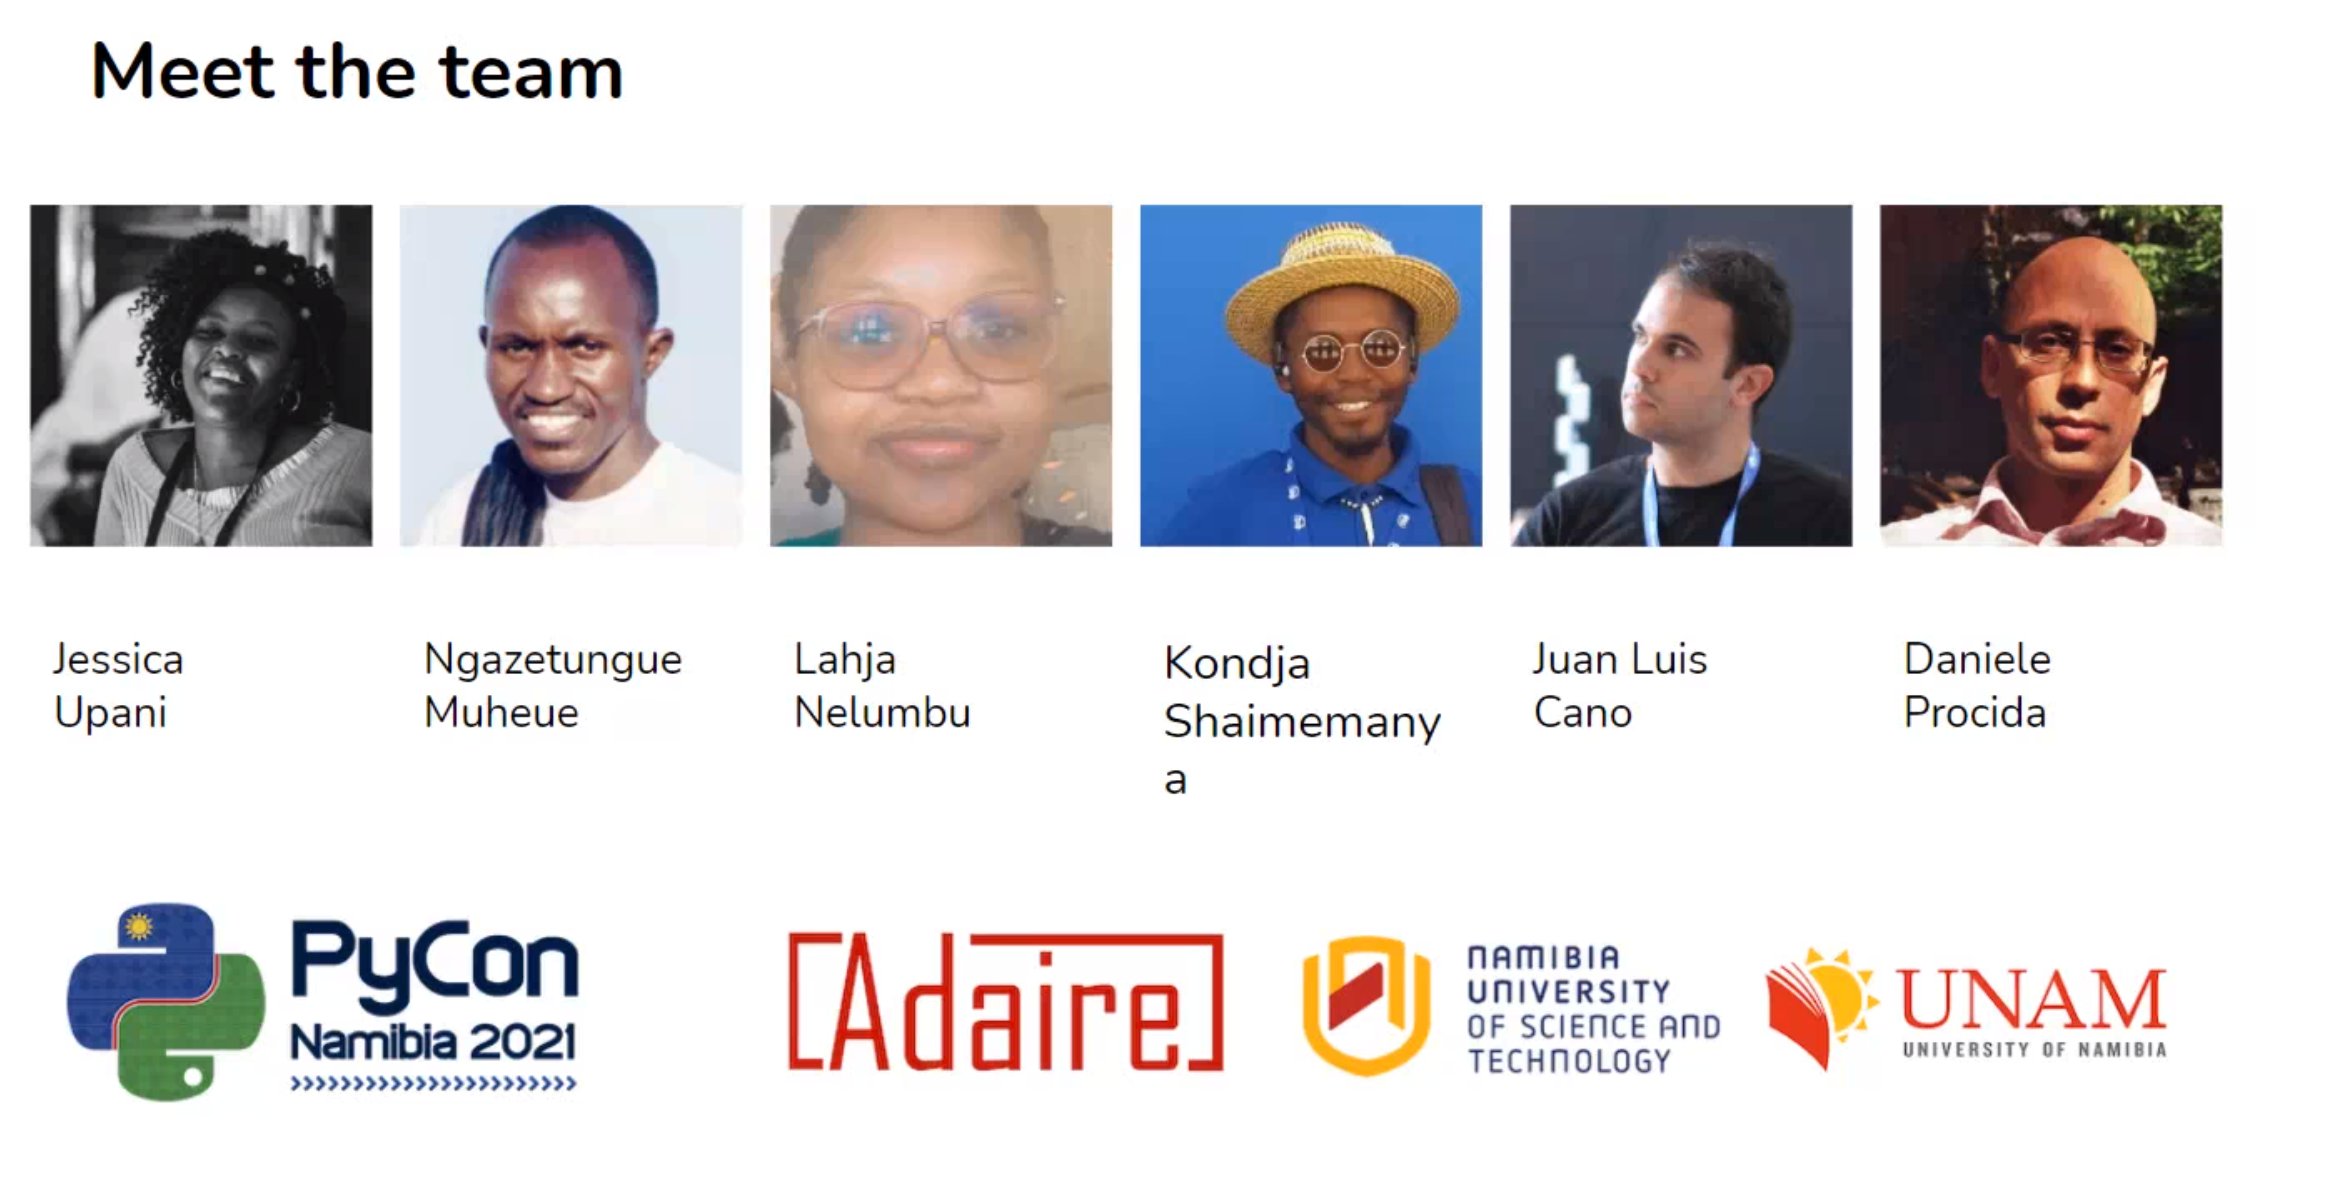 Meet the team
Jessica
Upani
Ngazetungue
Muheue
Lahja
Nelumbu
Kondja
Shaimemany
a
Juan Luis
Cano
Daniele
Procida
PyCon
Namibia 2021
»»»»»»»»»»»
[Adaire]
NAMIBIA
UNIVERSITY
OF SCIENCE AND
TECHNOLOGY
UNAM
UNIVERSITY OF NAMIBIA